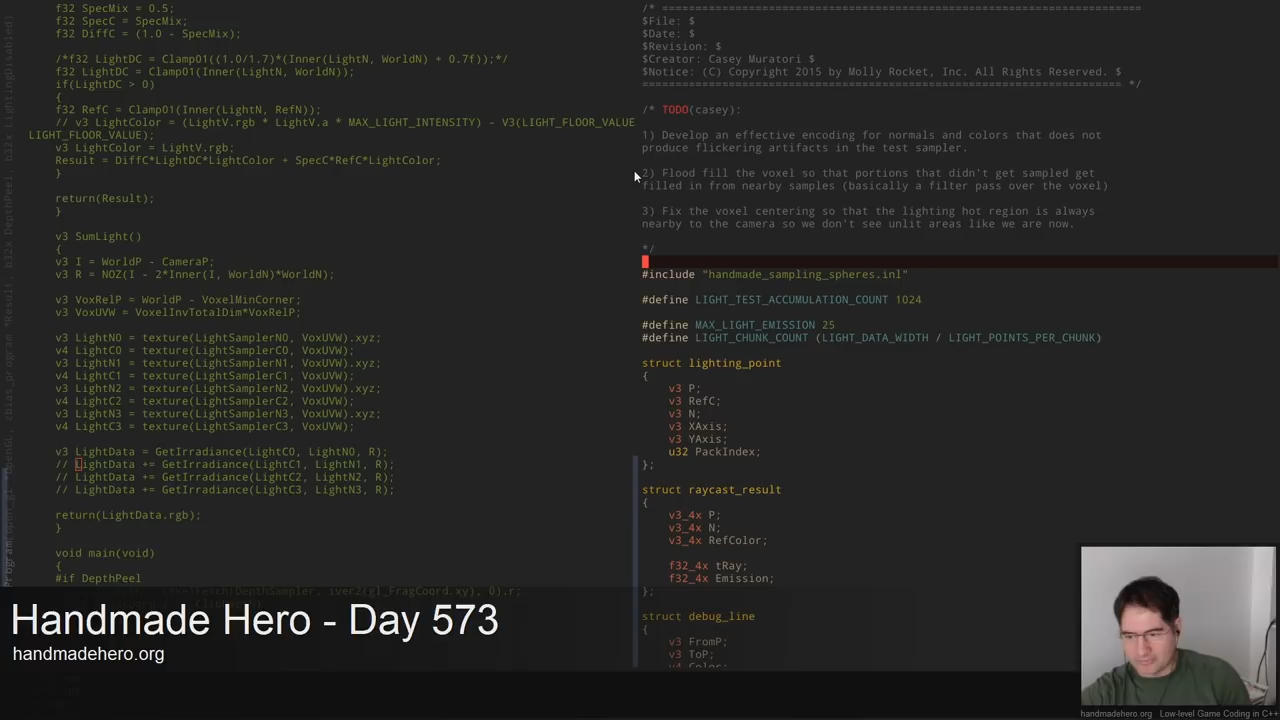 f32 SpecMix = 0.5;
f32 SpecC = SpecMix;
f32 DiffC = (1.0 - SpecMix);
/*f32 LightDC = Clamp01((1.0/1.7)*(Inner(LightN, WorldN) + 0.7f));*/
f32 LightDC = Clamp01(Inner(LightN, WorldN));
if(LightDC > 0)
{
f32 RefC = Clamp01(Inner(LightN, RefN));
// v3 LightColor = (LightV.rgb * LightV.a * MAX_LIGHT_INTENSITY) - V3(LIGHT_FLOOR_VALUE
LIGHT_FLOOR_VALUE);
v3 LightColor = LightV.rgb;
Result = DiffC*LightDC*LightColor + SpecC*RefC*LightColor;
}
return(Result);
}
v3 SumLight()
{
v3 I = WorldP - CameraP;
v3 R = NOZ(I - 2*Inner(I, WorldN)*WorldN);
v3 VoxRelP = WorldP - VoxelMinCorner;
v3 VoxUVW = VoxelInvTotalDim*VoxRelP;
v3 LightN0 = texture(LightSamplerN0, VoxUVW).xyz;
v4 LightC0 = texture(LightSamplerC0, VoxUVW);
v3 LightN1 = texture(LightSamplerN1, VoxUVW).xyz;
v4 LightC1 = texture(LightSamplerC1, VoxUVW);
v3 LightN2 = texture(LightSamplerN2, VoxUVW).xyz;
v4 LightC2 = texture(LightSamplerC2, VoxUVW);
v3 LightN3 = texture(LightSamplerN3, VoxUVW).xyz;
v4 LightC3 = texture(LightSamplerC3, VoxUVW);
v3 LightData = GetIrradiance(LightC0, LightN0, R);
// LightData += GetIrradiance(LightC1, LightN1, R);
// LightData += GetIrradiance(LightC2, LightN2, R);
// LightData += GetIrradiance(LightC3, LightN3, R);
return(LightData.rgb);
}
void main(void)
{
#if DepthPeel
(DepthSampler, iver2(gl_FragCoord.xy), 0).r;
/* ============================================================================
$File: $
$Date: $
$Revision: $
$Creator: Casey Muratori $
$Notice: (C) Copyright 2015 by Molly Rocket, Inc. All Rights Reserved. $
======================================================================== */
/* TODO(casey):
1) Develop an effective encoding for normals and colors that does not
produce flickering artifacts in the test sampler.
2) Flood fill the voxel so that portions that didn't get sampled get
filled in from nearby samples (basically a filter pass over the voxel)
3) Fix the voxel centering so that the lighting hot region is always
nearby to the camera so we don't see unlit areas like we are now.
*/
#include "handmade_sampling_spheres.inl"
#define LIGHT_TEST_ACCUMULATION_COUNT 1024
#define MAX_LIGHT_EMISSION 25
#define LIGHT_CHUNK_COUNT (LIGHT_DATA_WIDTH / LIGHT_POINTS_PER_CHUNK)
struct lighting_point
{
v3 P;
v3 RefC;
v3 N;
v3 XAxis;
v3 YAxis;
u32 PackIndex;
};
struct raycast_result
{
v3_4x P;
v3_4x N;
v3_4x RefColor;
f32_4x tRay;
f32_4x Emission;
};
struct debug_line
{
v3 FromP;
v3 ToP;
v4 Color;
Handmade Hero - Day 573
handmadehero.org
handmadehero.org Low-level Game Coding in C++